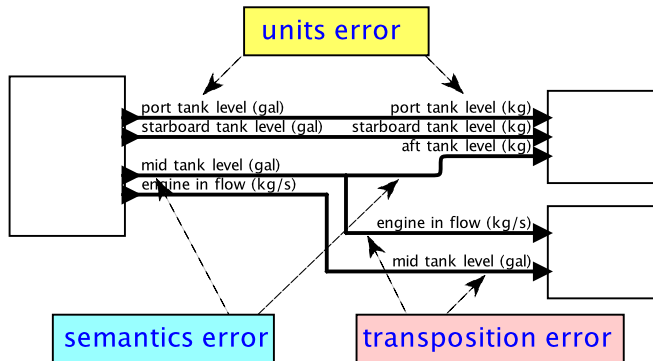 units error
port tank level (gal) port tank level (kg)
starboard tank level (gal) starboard tank level (kg)
aft tank level (kg)
mid tank level (gal)
engine in flow (kg/s)
engine in flow (kg/s)
mid tank level (gal)
semantics error transposition error